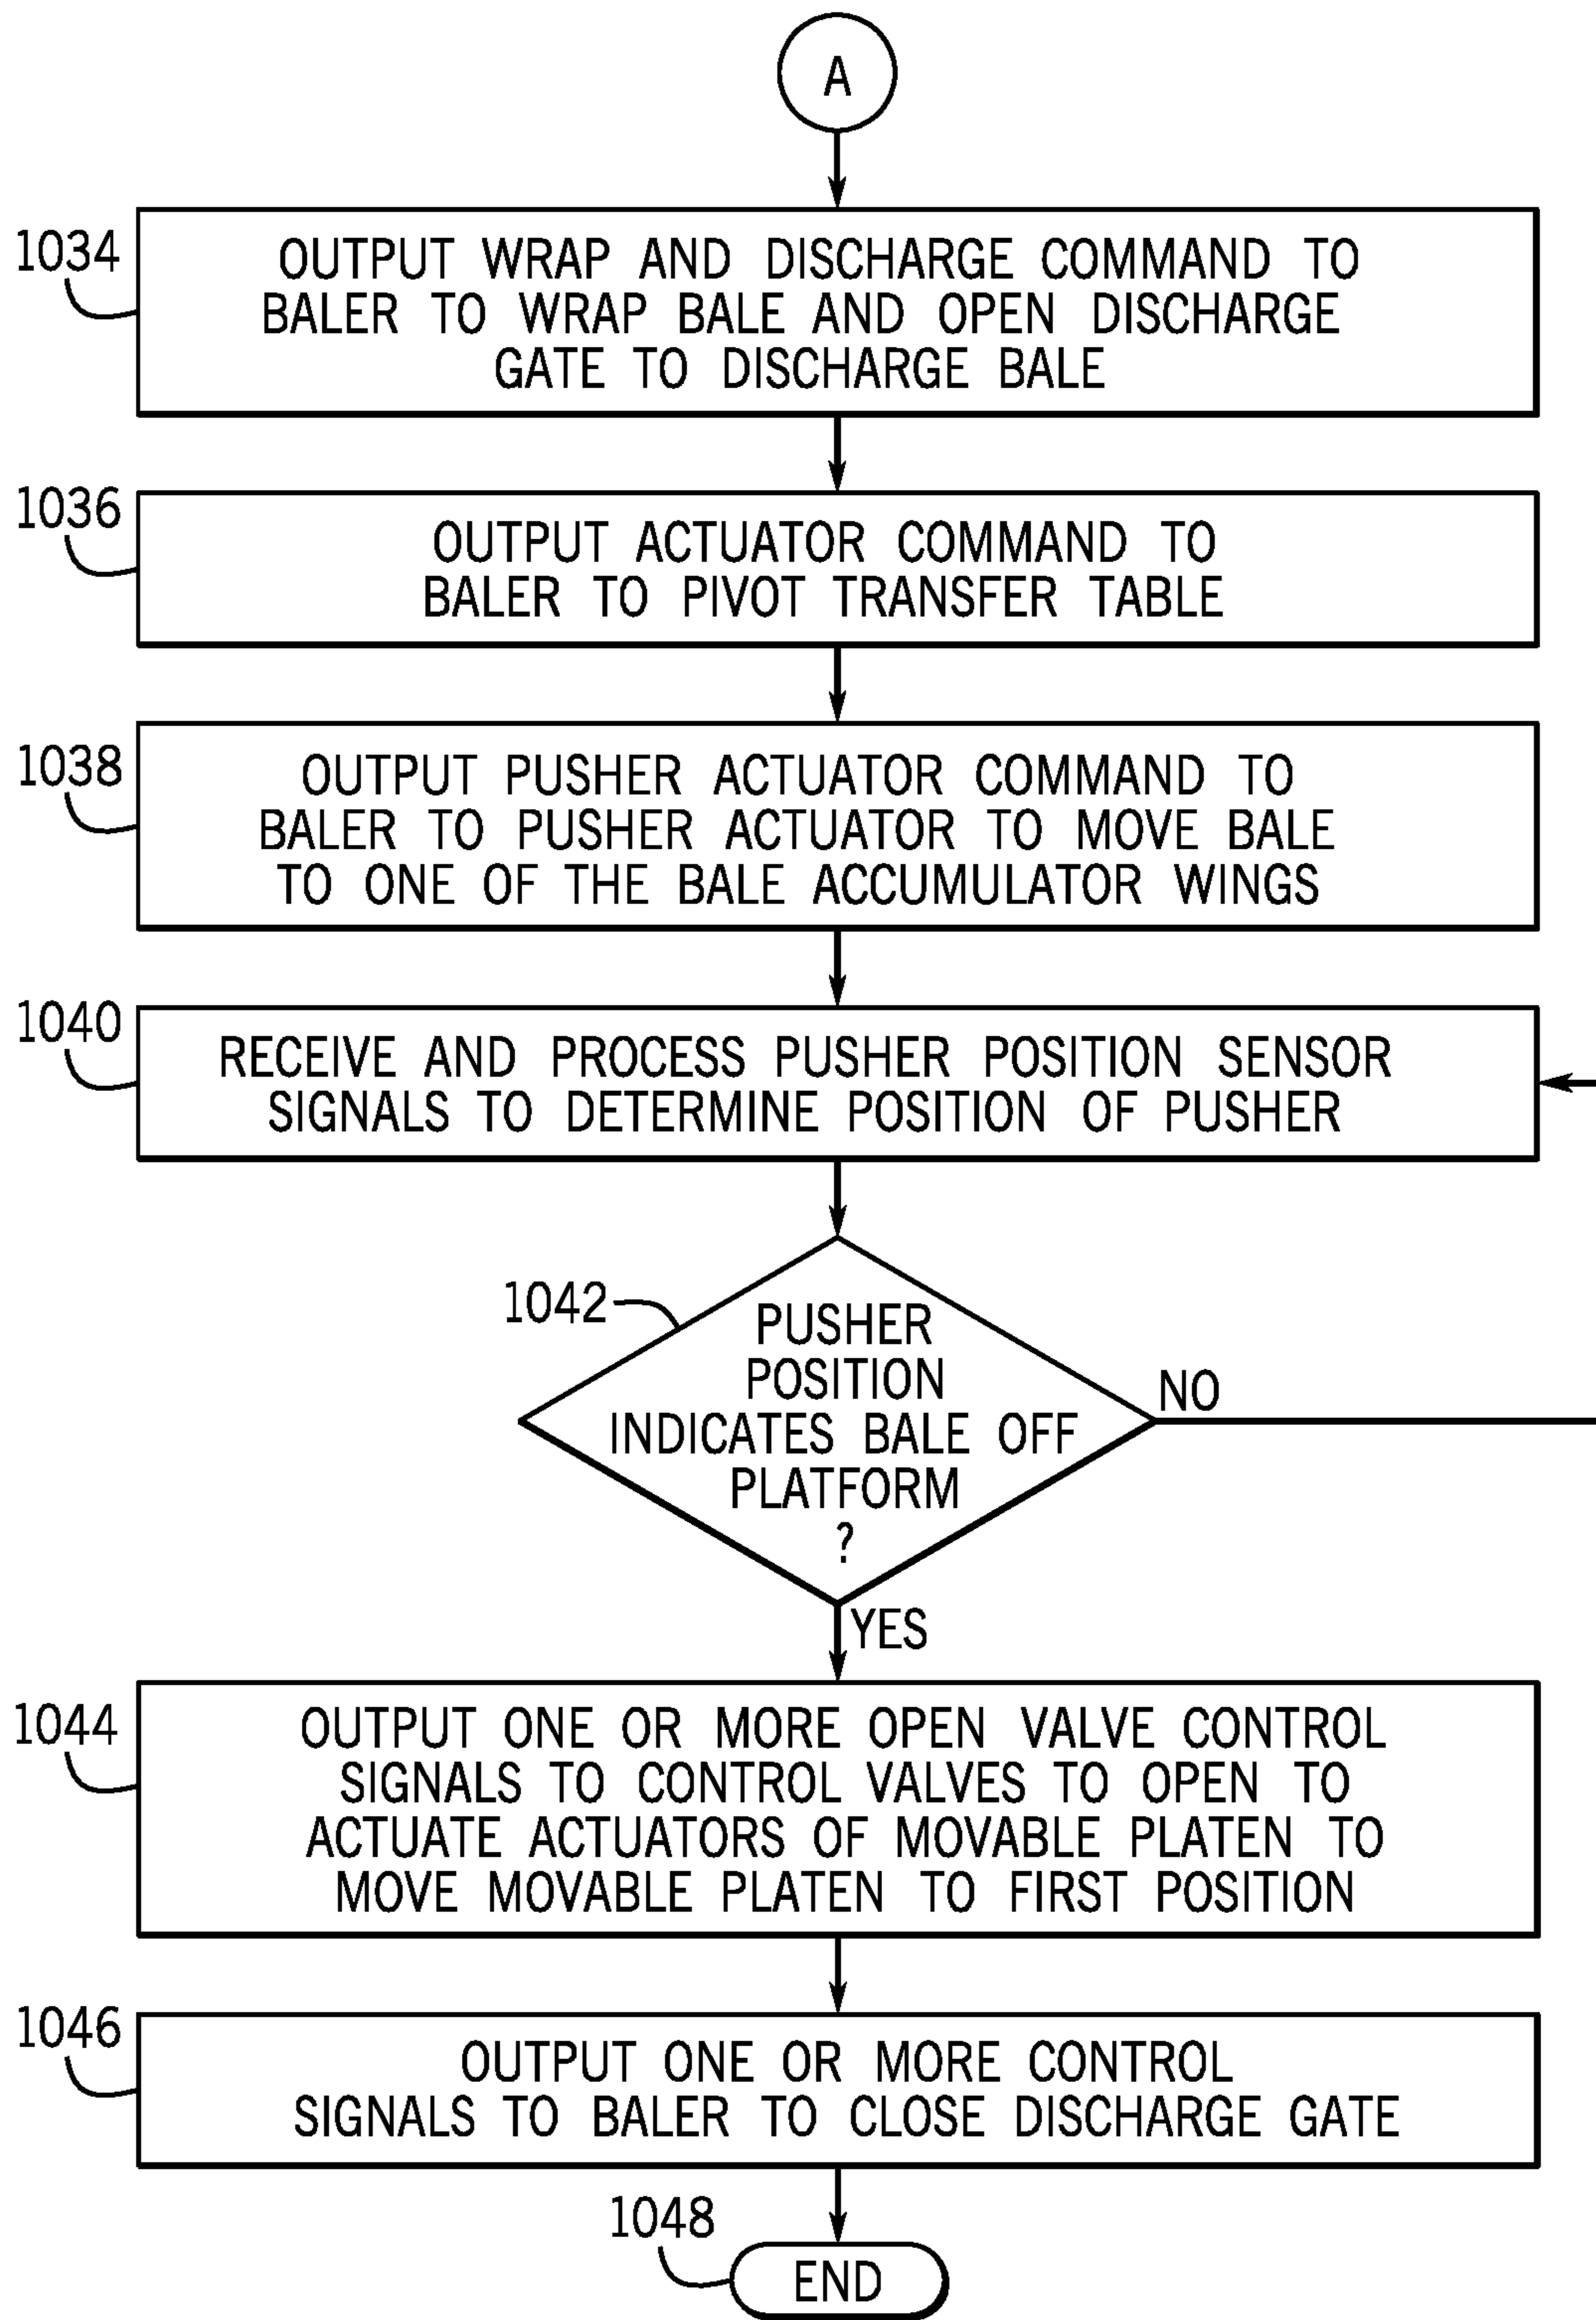 A
1034
OUTPUT WRAP AND DISCHARGE COMMAND TO
BALER TO WRAP BALE AND OPEN DISCHARGE
GATE TO DISCHARGE BALE
1036
OUTPUT ACTUATOR COMMAND TO
BALER TO PIVOT TRANSFER TABLE
1038
OUTPUT PUSHER ACTUATOR COMMAND TO
BALER TO PUSHER ACTUATOR TO MOVE BALE
TO ONE OF THE BALE ACCUMULATOR WINGS
1040
RECEIVE AND PROCESS PUSHER POSITION SENSOR
SIGNALS TO DETERMINE POSITION OF PUSHER
1042
PUSHER
POSITION
INDICATES BALE OFF
PLATFORM
?
NO
YES
1044
OUTPUT ONE OR MORE OPEN VALVE CONTROL
SIGNALS TO CONTROL VALVES TO OPEN TO
ACTUATE ACTUATORS OF MOVABLE PLATEN TO
MOVE MOVABLE PLATEN TO FIRST POSITION
1046
OUTPUT ONE OR MORE CONTROL
SIGNALS TO BALER TO CLOSE DISCHARGE GATE
1048
END